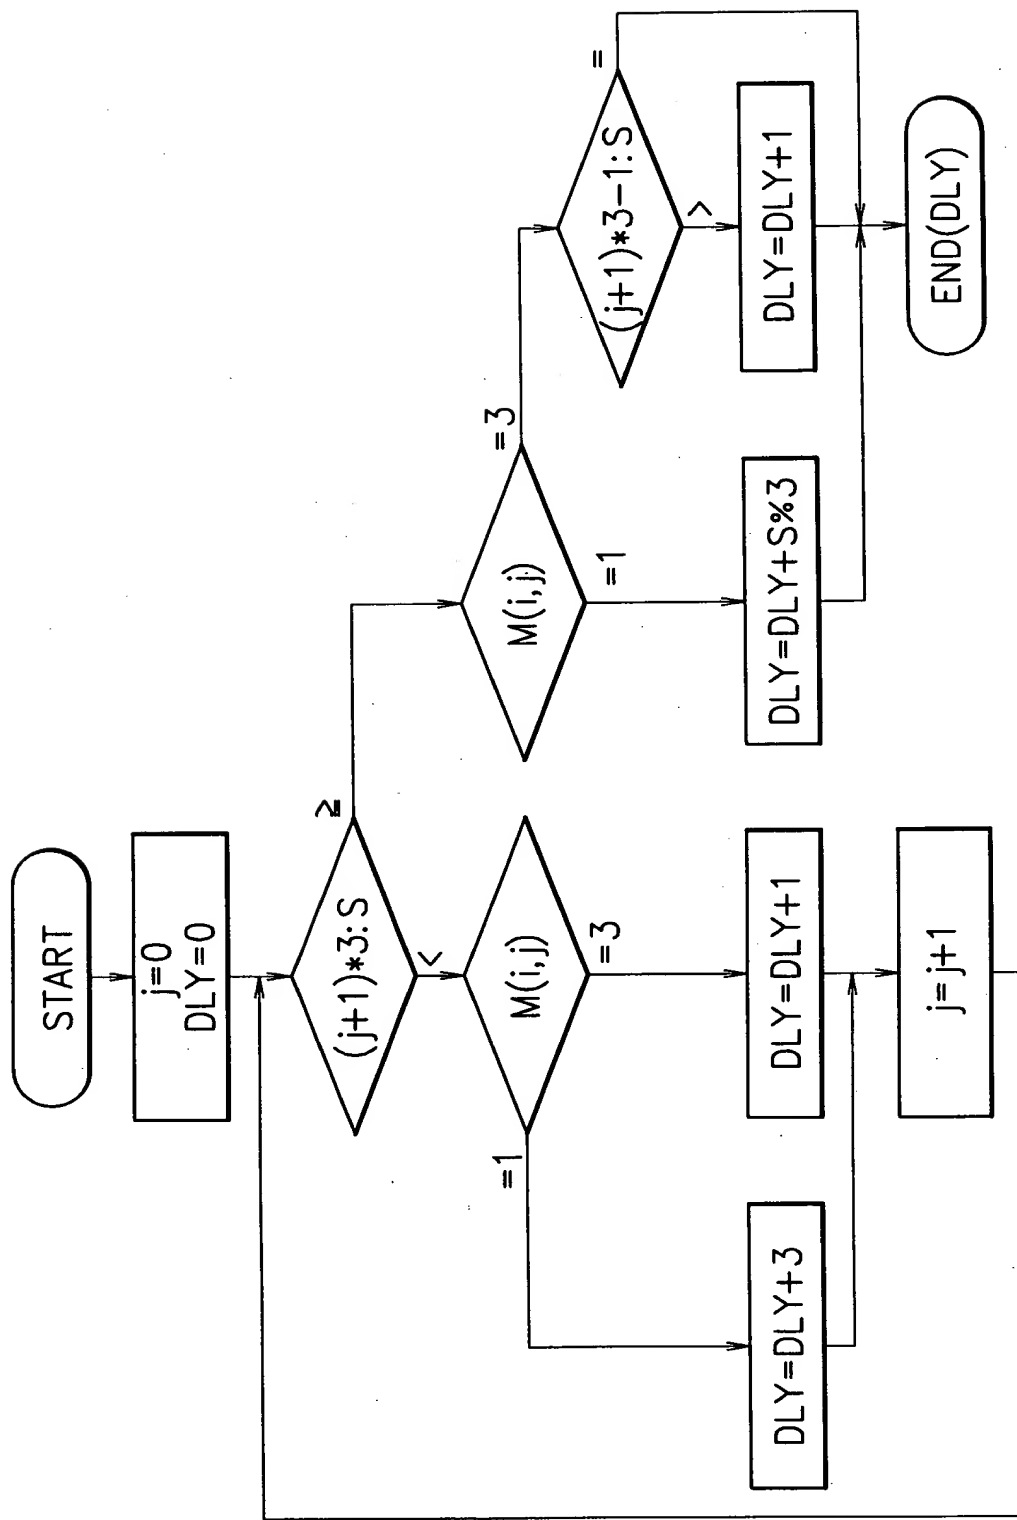 START
j=0
DLY=0
(j+1)*3:S
≥
<
M(i,j)
=1
=3
M(i,j)
=3
=1
(j+1)*3-1:S
=
>
DLY=DLY+3
DLY=DLY+1
DLY=DLY+S%3
DLY=DLY+1
j=j+1
END(DLY)